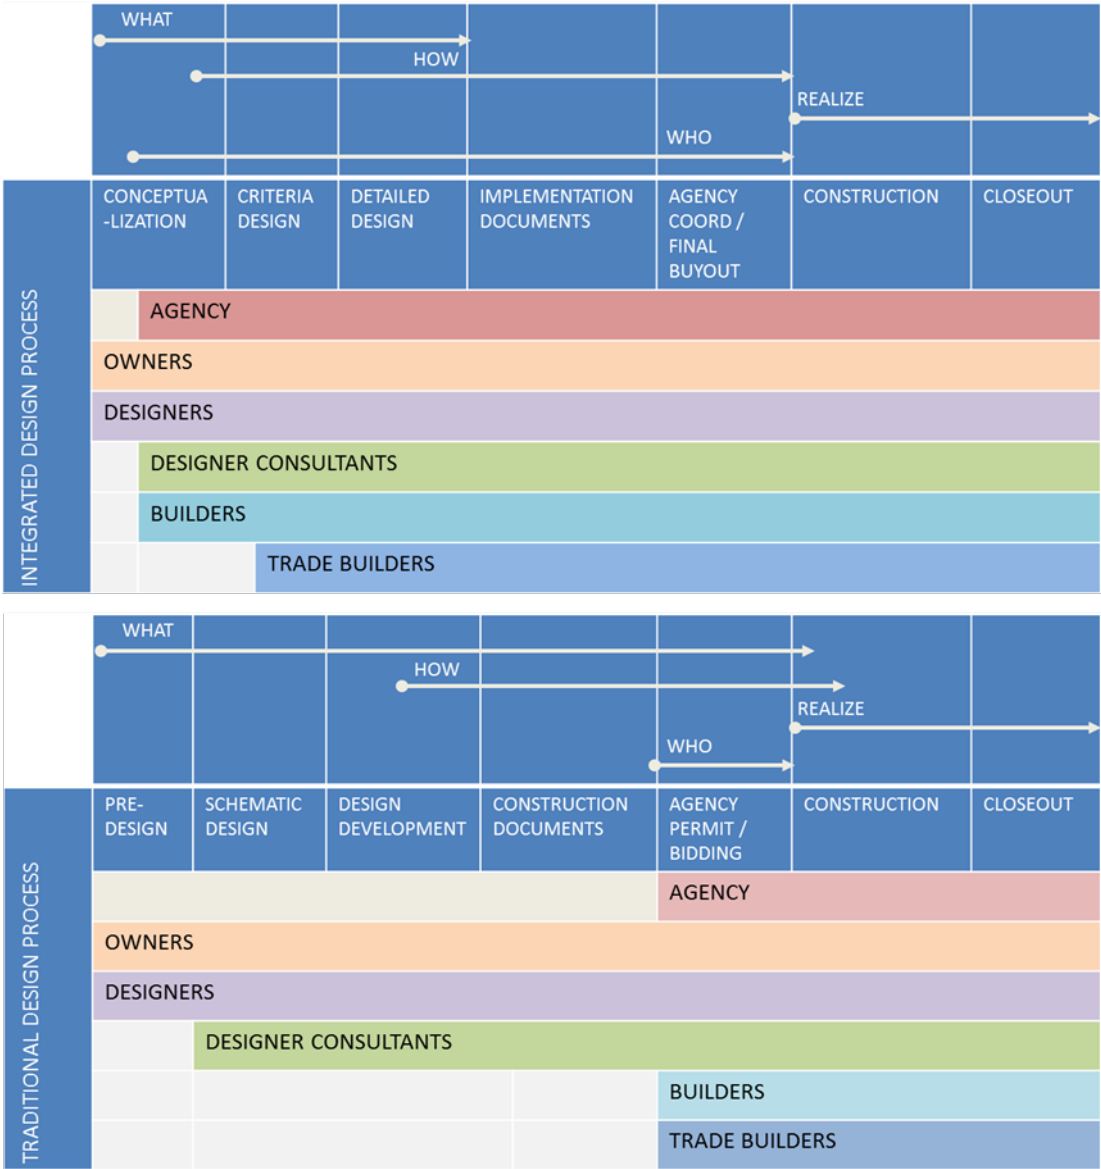 WHAT
HOW
REALIZE
WHO
CONCEPTUA
-LIZATION
CRITERIA
DESIGN
DETAILED
DESIGN
IMPLEMENTATION
DOCUMENTS
AGENCY
COORD /
FINAL
BUYOUT
CONSTRUCTION
CLOSEOUT
INTEGRATED DESIGN PROCESS
AGENCY
OWNERS
DESIGNERS
DESIGNER CONSULTANTS
BUILDERS
TRADE BUILDERS
WHAT
HOW
REALIZE
WHO
PRE-
DESIGN
SCHEMATIC
DESIGN
DESIGN
DEVELOPMENT
CONSTRUCTION
DOCUMENTS
AGENCY
PERMIT /
BIDDING
CONSTRUCTION
CLOSEOUT
TRADITIONAL DESIGN PROCESS
AGENCY
OWNERS
DESIGNERS
DESIGNER CONSULTANTS
BUILDERS
TRADE BUILDERS